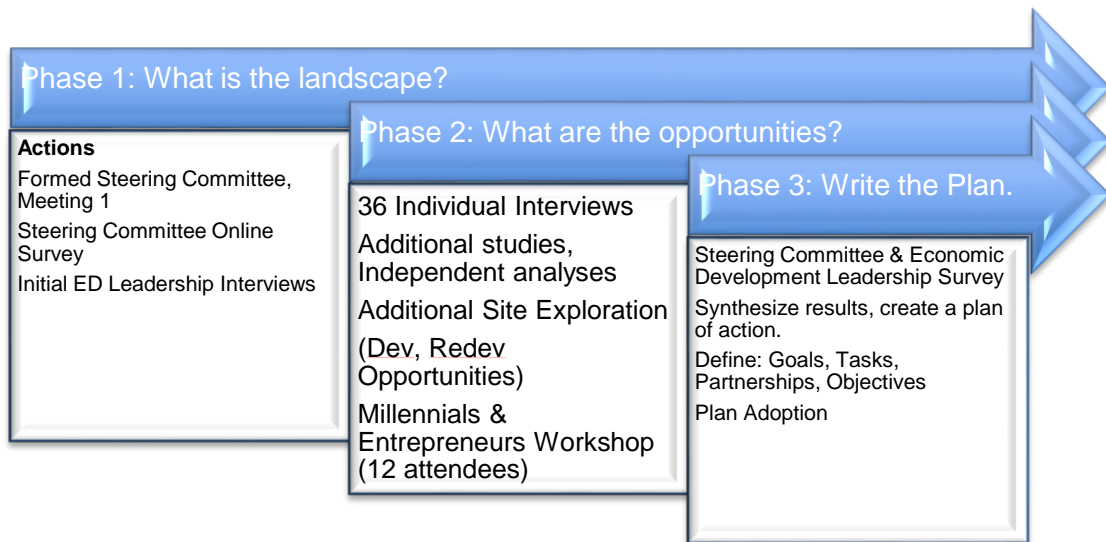 Phase 1: What is the landscape?
Actions
Formed Steering Committee,
Meeting 1
Steering Committee Online
Survey
Initial ED Leadership Interviews
Phase 2: What are the opportunities?
36 Individual Interviews
Additional studies,
Independent analyses
Additional Site Exploration
(Dev, Redev
Opportunities)
Millennials &
Entrepreneurs Workshop
(12 attendees)
Phase 3: Write the Plan.
Steering Committee & Economic
Development Leadership Survey
Synthesize results, create a plan
of action.
Define: Goals, Tasks,
Partnerships, Objectives
Plan Adoption